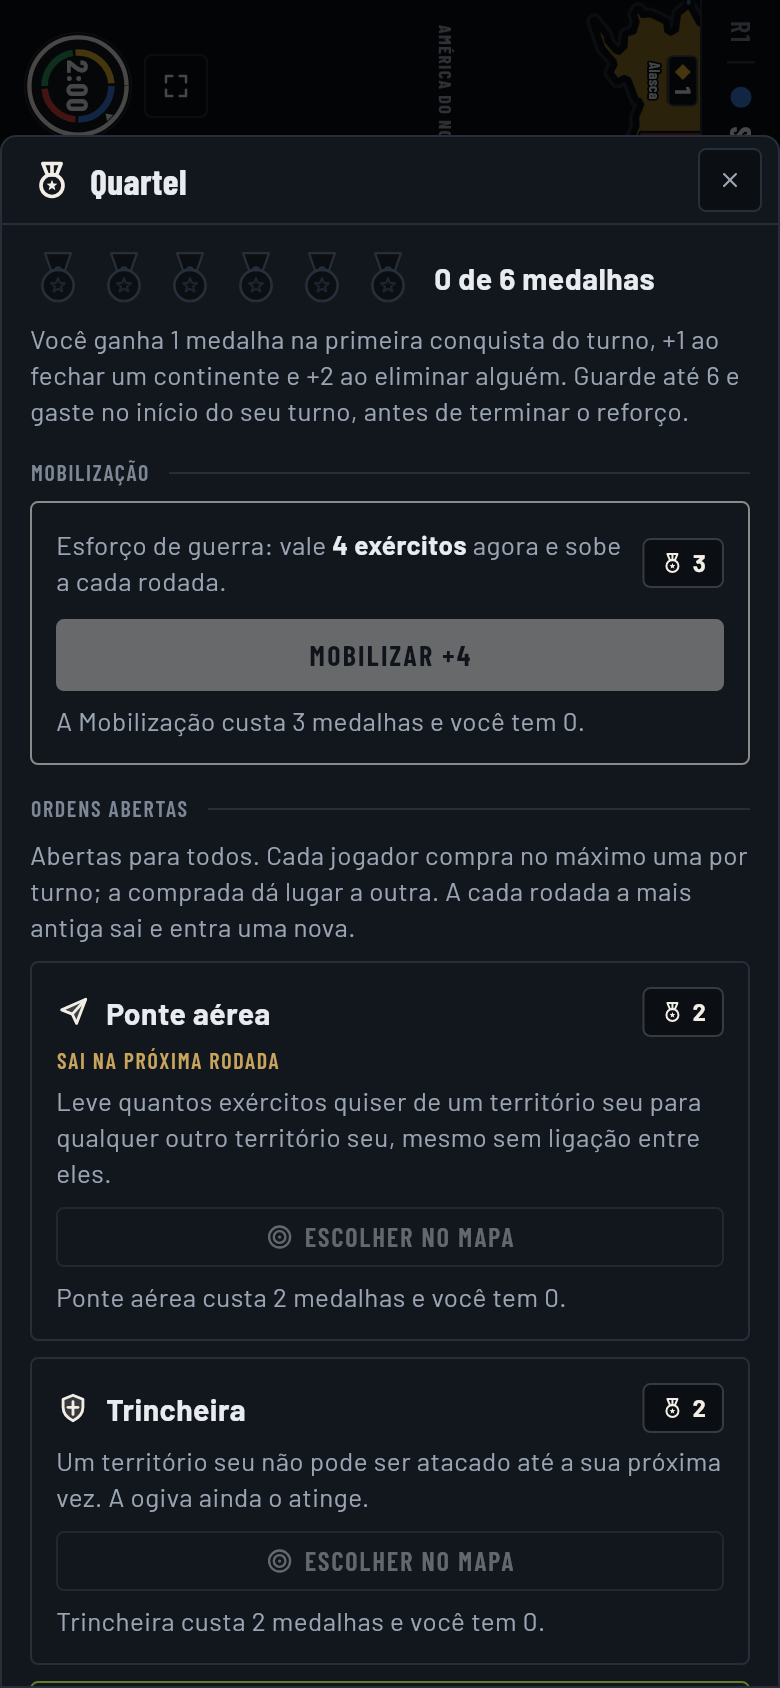 2:00
AMÉRICA DO NO
Alasca
1
R1
Quartel
0 de 6 medalhas
Você ganha 1 medalha na primeira conquista do turno, +1 ao
fechar um continente e +2 ao eliminar alguém. Guarde até 6 e
gaste no início do seu turno, antes de terminar o reforço.
MOBILIZAÇÃO
Esforço de guerra: vale 4 exércitos agora e sobe
a cada rodada.
3
MOBILIZAR +4
A Mobilização custa 3 medalhas e você tem 0.
ORDENS ABERTAS
Abertas para todos. Cada jogador compra no máximo uma por
turno; a comprada dá lugar a outra. A cada rodada a mais
antiga sai e entra uma nova.
Ponte aérea
2
SAI NA PRÓXIMA RODADA
Leve quantos exércitos quiser de um território seu para
qualquer outro território seu, mesmo sem ligação entre
eles.
ESCOLHER NO MAPA
Ponte aérea custa 2 medalhas e você tem 0.
Trincheira
2
Um território seu não pode ser atacado até a sua próxima
vez. A ogiva ainda o atinge.
ESCOLHER NO MAPA
Trincheira custa 2 medalhas e você tem 0.